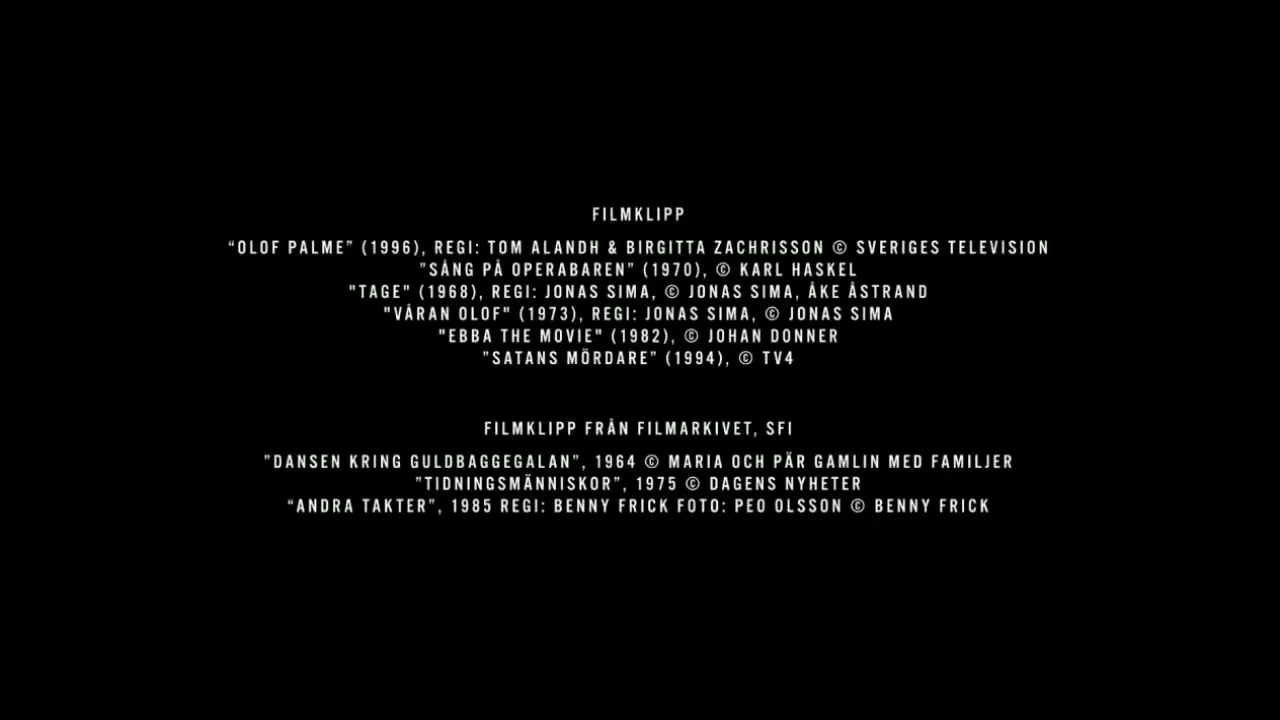 FILMKLIPP
“OLOF PALME” (1996), REGI: TOM ALANDH & BIRGITTA ZACHRISSON © SVERIGES TELEVISION
”SÅNG PÅ OPERABAREN” (1970), © KARL HASKEL
"TAGE" (1968), REGI: JONAS SIMA, © JONAS SIMA, ÅKE ÅSTRAND
"VÅRAN OLOF" (1973), REGI: JONAS SIMA, © JONAS SIMA
"EBBA THE MOVIE" (1982), © JOHAN DONNER
”SATANS MÖRDARE” (1994), © TV4
FILMKLIPP FRÅN FILMARKIVET, SFI
”DANSEN KRING GULDBAGGEGALAN”, 1964 © MARIA OCH PÄR GAMLIN MED FAMILJER
”TIDNINGSMÄNNISKOR”, 1975 © DAGENS NYHETER
“ANDRA TAKTER”, 1985 REGI: BENNY FRICK FOTO: PEO OLSSON © BENNY FRICK